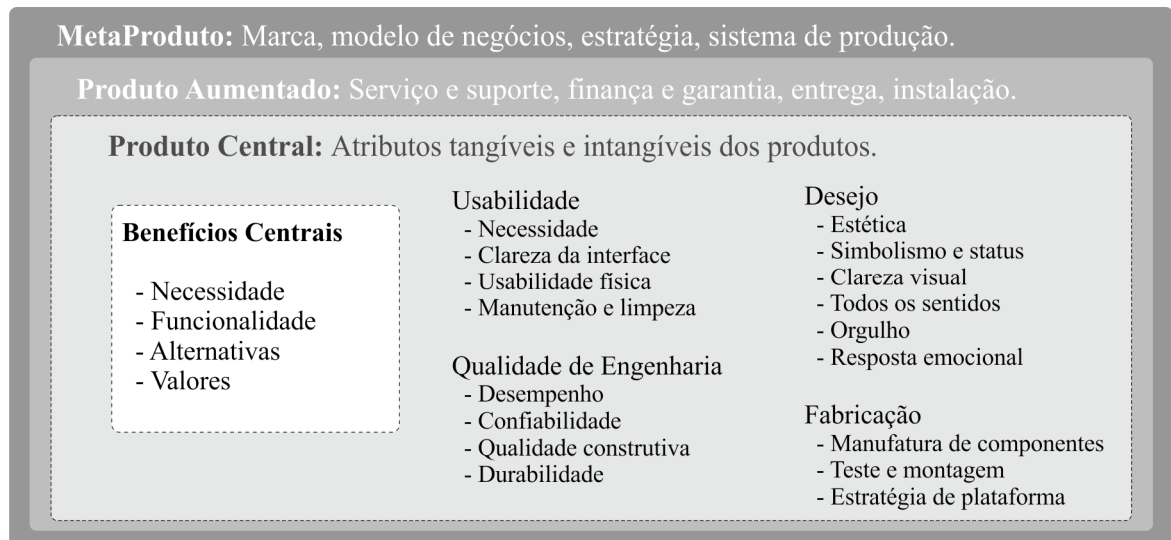 MetaProduto: Marca, modelo de negócios, estratégia, sistema de produção.
Produto Aumentado: Serviço e suporte, finança e garantia, entrega, instalação.
Produto Central: Atributos tangíveis e intangíveis dos produtos.
Benefícios Centrais
- Necessidade
- Funcionalidade
- Alternativas
- Valores
Usabilidade
- Necessidade
- Clareza da interface
- Usabilidade física
- Manutenção e limpeza
Qualidade de Engenharia
- Desempenho
- Confiabilidade
- Qualidade construtiva
- Durabilidade
Desejo
- Estética
- Simbolismo e status
- Clareza visual
- Todos os sentidos
- Orgulho
- Resposta emocional
Fabricação
- Manufatura de componentes
- Teste e montagem
- Estratégia de plataforma